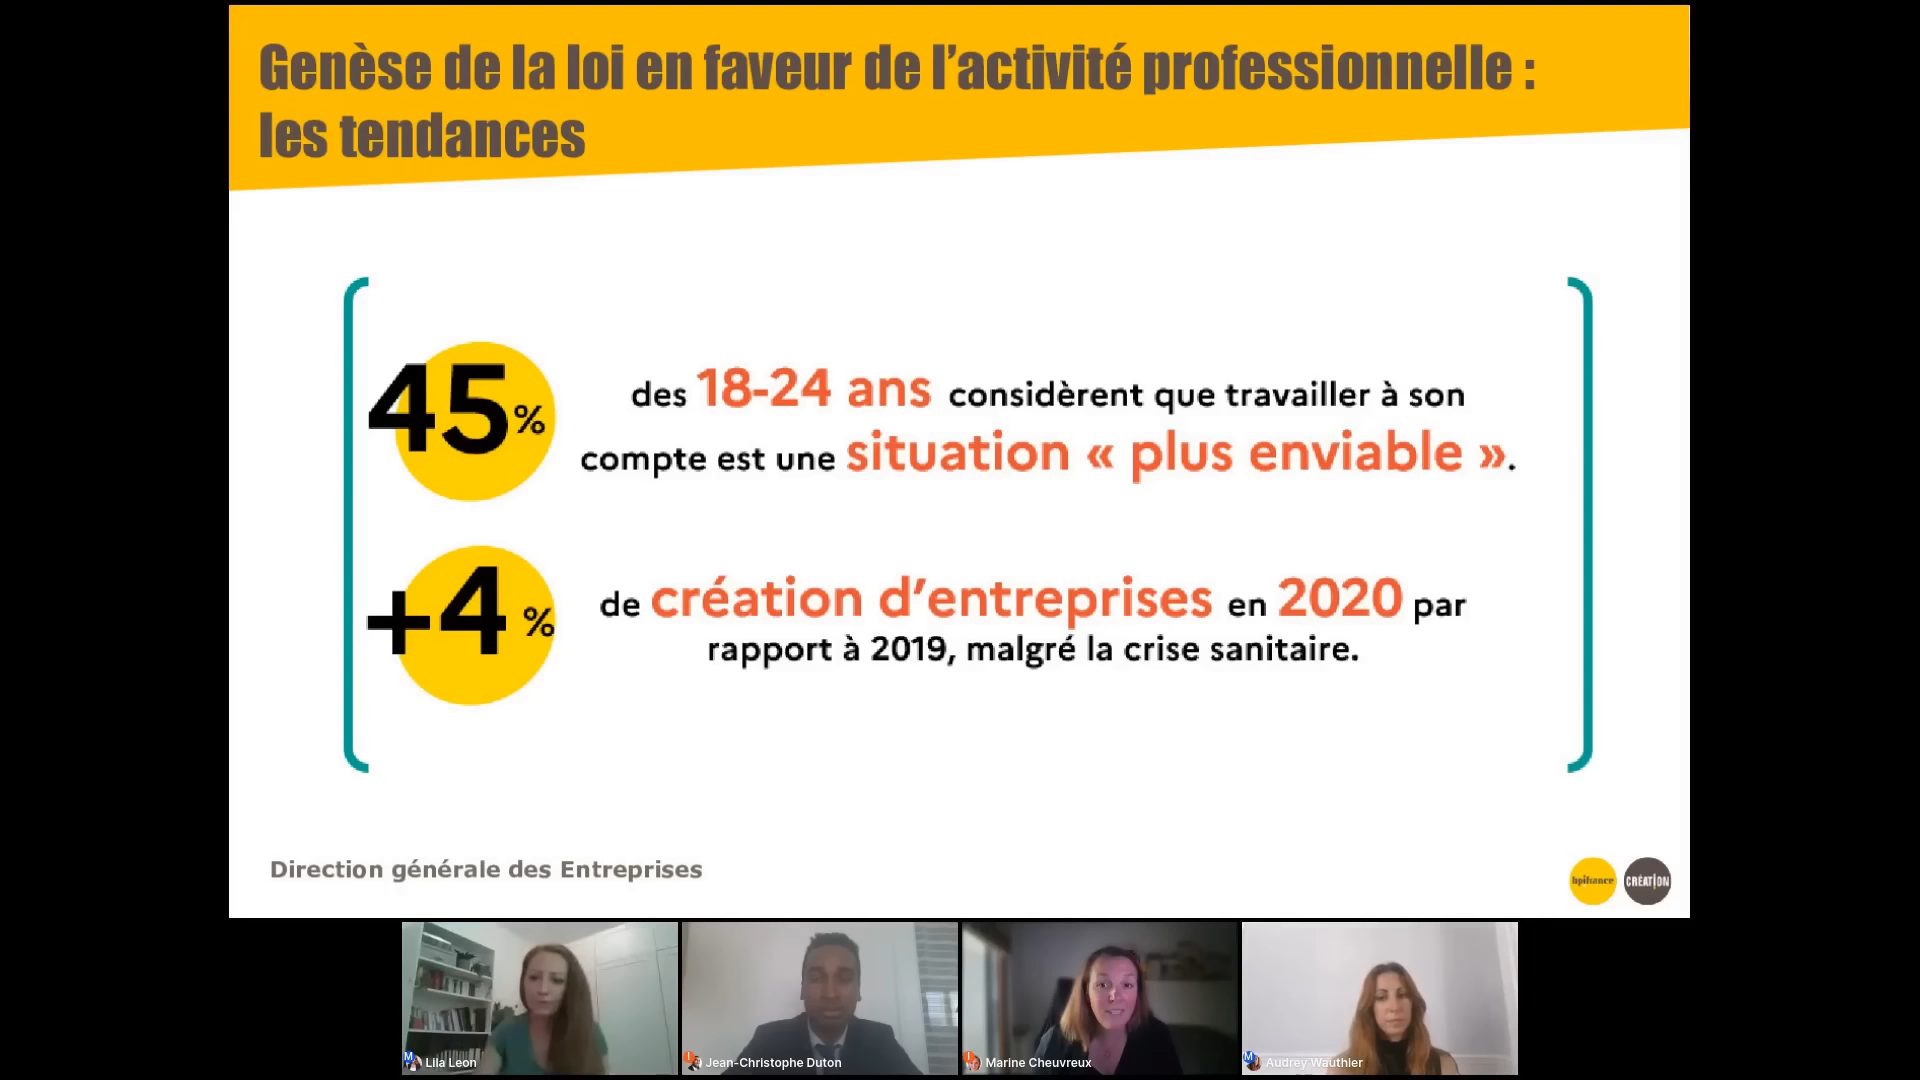 Genèse de la loi en faveur de l’activité professionnelle :
les tendances
45%
des 18-24 ans considèrent que travailler à son
compte est une situation « plus enviable ».
+4 %
de création d’entreprises en 2020 par
rapport à 2019, malgré la crise sanitaire.
Direction générale des Entreprises
bpifrance
CRÉATION
Lila Leon
Jean-Christophe Duton
Marine Cheuvreux
Audrey Wauthier